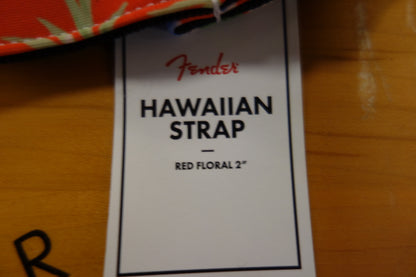 Fender
HAWAIIAN
STRAP
—
RED FLORAL 2"
R